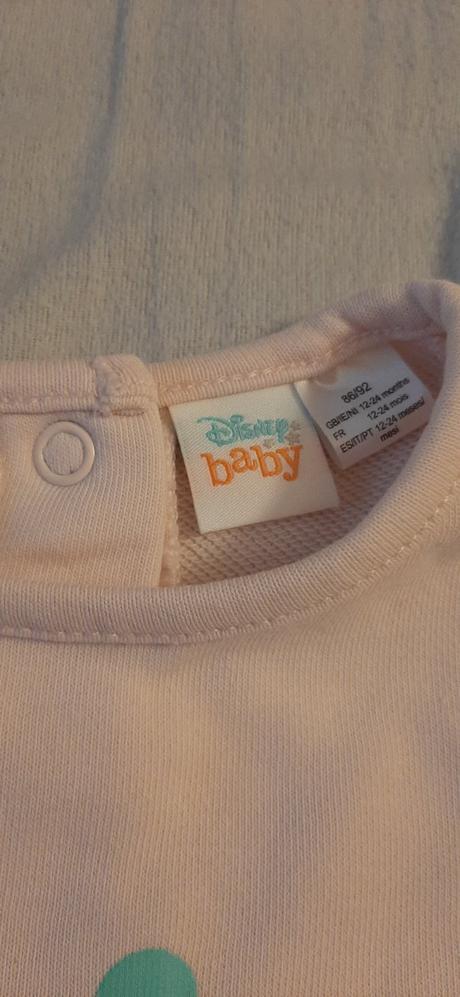 Disney
baby
86/92
GB/IE/NI 12-24 months
FR 12-24 mois
ES/IT/PT 12-24 meses/
mesi